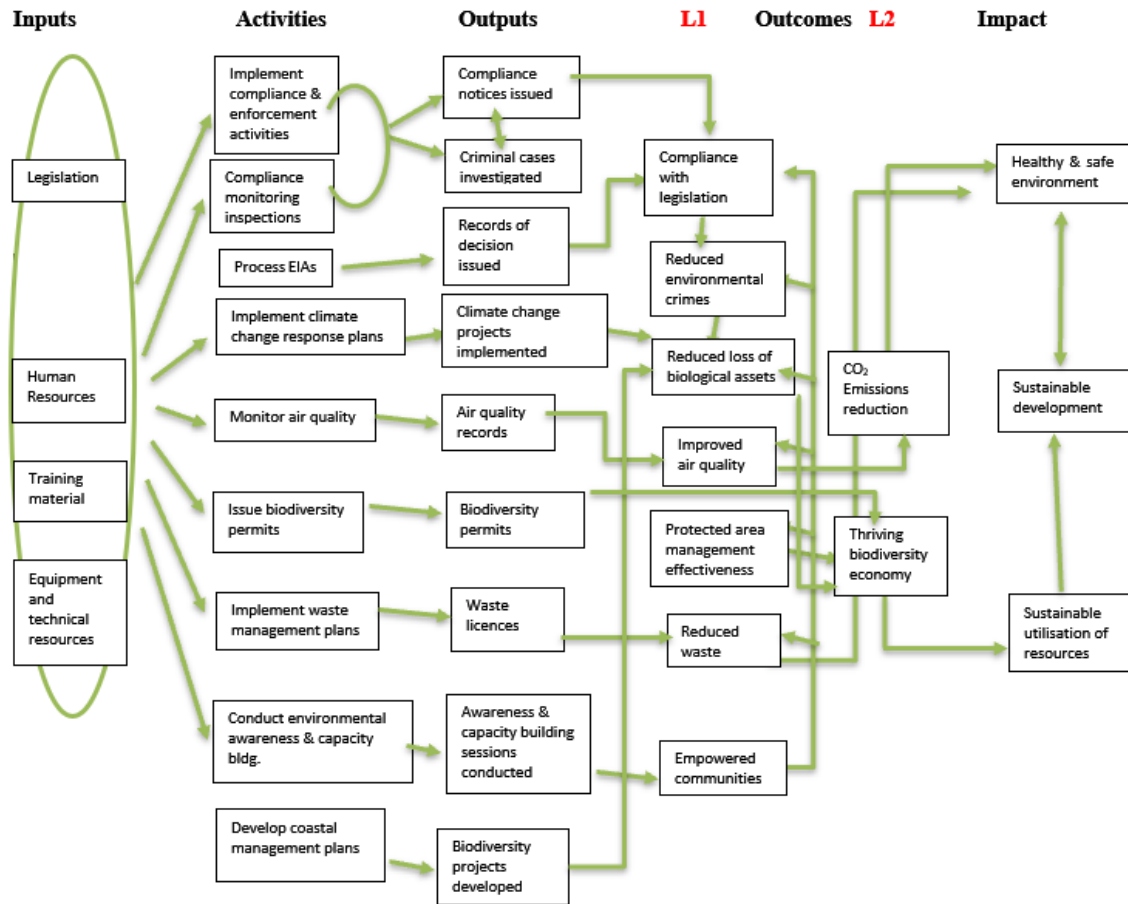 Inputs
Activities
Outputs
L1
Outcomes
L2
Impact
Legislation
Human
Resources
Training
material
Equipment
and
technical
resources
Implement
compliance &
enforcement
activities
Compliance
monitoring
inspections
Process EIAs
Implement climate
change response plans
Monitor air quality
Issue biodiversity
permits
Implement waste
management plans
Conduct environmental
awareness & capacity
bldg.
Develop coastal
management plans
Compliance
notices issued
Criminal cases
investigated
Records of
decision
issued
Climate change
projects
implemented
Air quality
records
Biodiversity
permits
Waste
licences
Awareness &
capacity building
sessions
conducted
Biodiversity
projects
developed
Compliance
with
legislation
Reduced
environmental
crimes
Reduced loss of
biological assets
Improved
air quality
Protected area
management
effectiveness
Reduced
waste
Empowered
communities
CO₂
Emissions
reduction
Thriving
biodiversity
economy
Healthy & safe
environment
Sustainable
development
Sustainable
utilisation of
resources